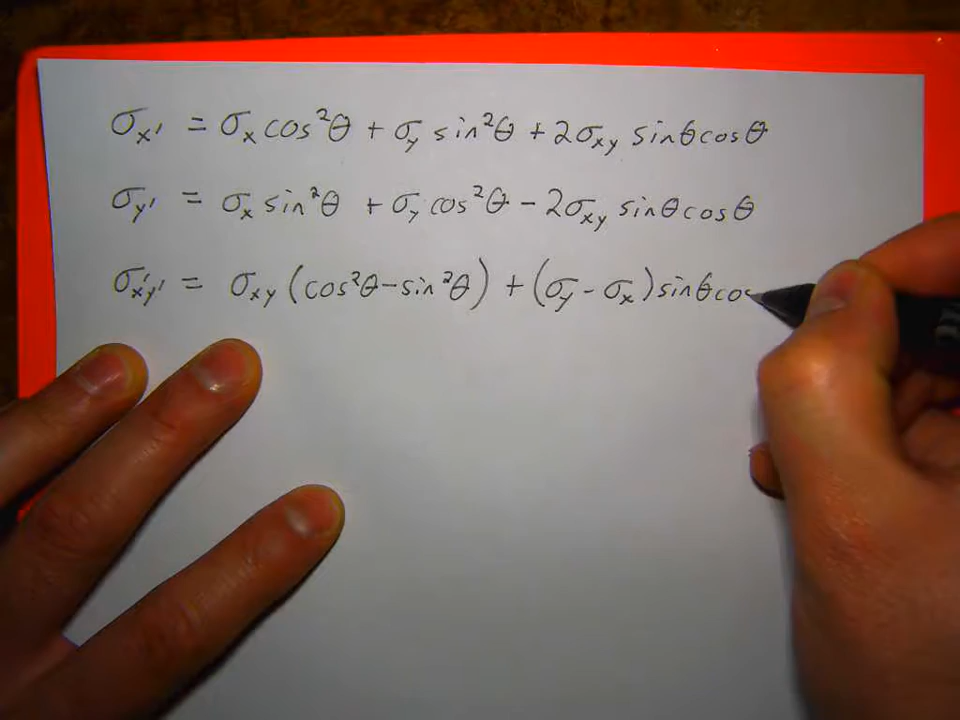 σx' = σx cos²θ + σy sin²θ + 2σxy sinθcosθ
σy' = σx sin²θ + σy cos²θ - 2σxy sinθcosθ
σx'y' = σxy (cos²θ-sin²θ) + (σy - σx) sinθcos